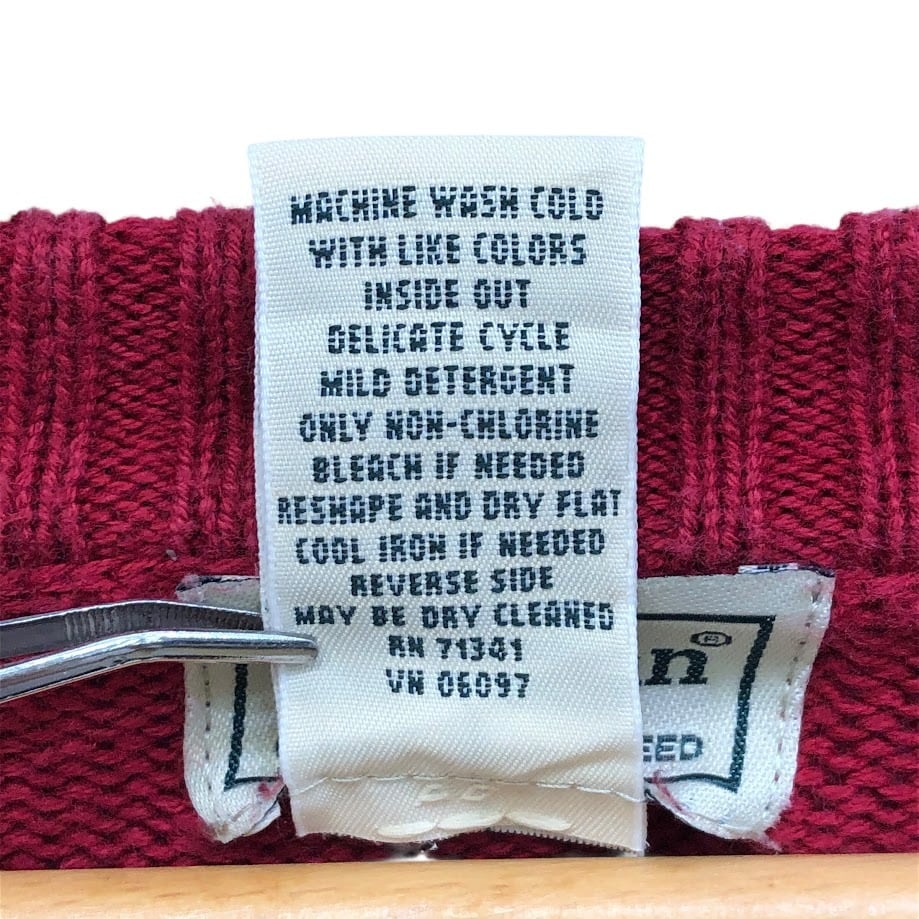 MACHINE WASH COLD
WITH LIKE COLORS
INSIDE OUT
DELICATE CYCLE
MILD DETERGENT
ONLY NON-CHLORINE
BLEACH IF NEEDED
RESHAPE AND DRY FLAT
COOL IRON IF NEEDED
REVERSE SIDE
MAY BE DRY CLEANED
RN 71341
VN 06097